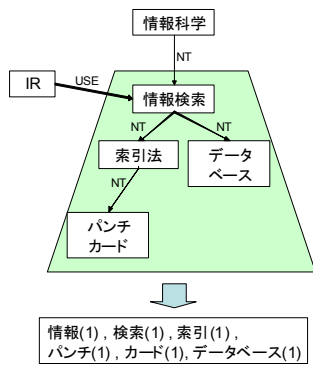 情報科学
NT
IR
USE
情報検索
NT
NT
索引法
データ
ベース
NT
パンチ
カード
情報(1) , 検索(1) , 索引(1) ,
パンチ(1) , カード(1), データベース(1)